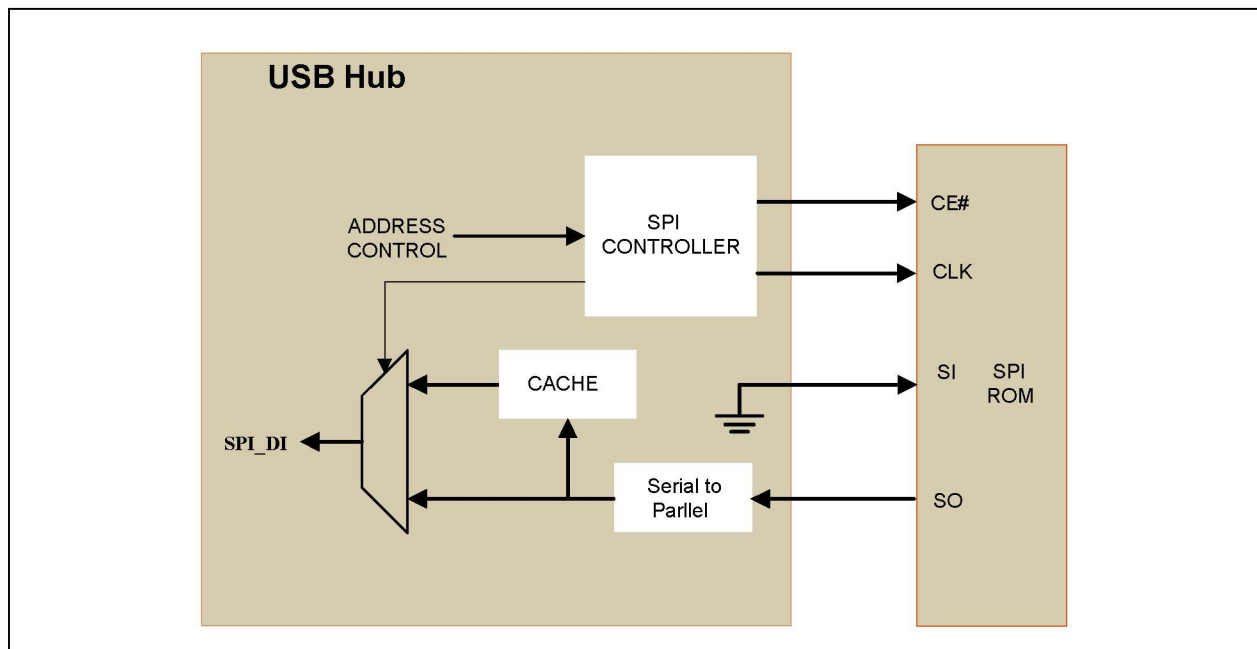 USB Hub
ADDRESS
CONTROL
SPI
CONTROLLER
CE#
CLK
CACHE
SI SPI
ROM
SPI_DI
Serial to
Parllel
SO